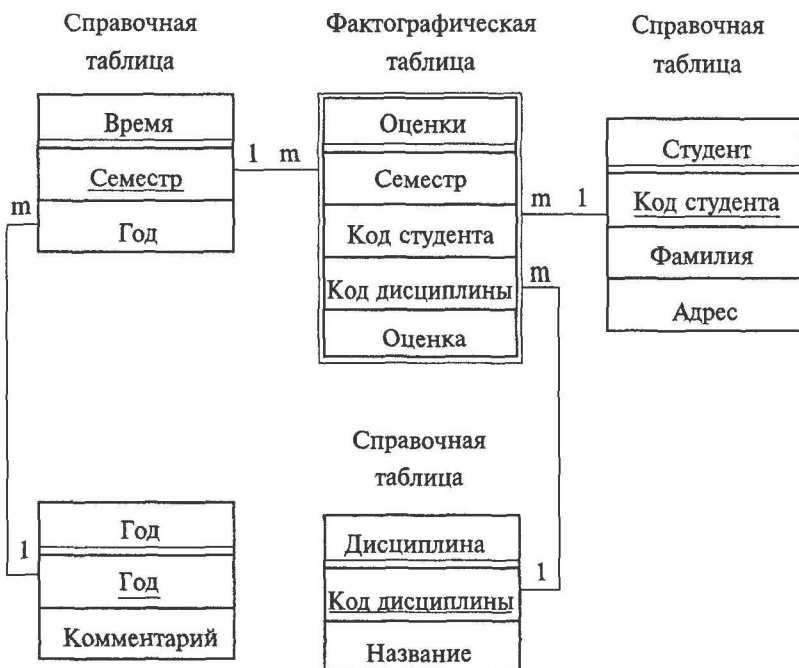 Справочная
таблица
Время
Семестр
Год
Фактографическая
таблица
Оценки
Семестр
Код студента
Код дисциплины
Оценка
Справочная
таблица
Студент
Код студента
Фамилия
Адрес
1 m
m 1
m
m
1
1
Год
Год
Комментарий
Справочная
таблица
Дисциплина
Код дисциплины
Название